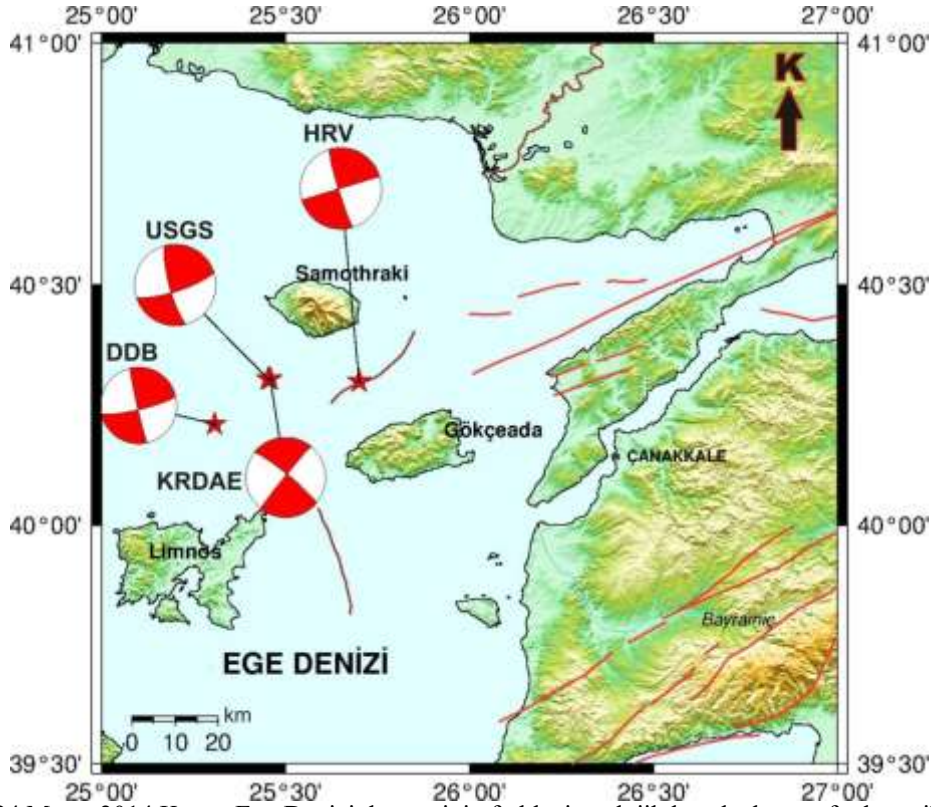 25°00' 25°30' 26°00' 26°30' 27°00'
41°00' 41°00'
K
HRV
USGS
Samothraki
40°30' 40°30'
DDB
Gökçeada
ÇANAKKALE
KRDAE
40°00' 40°00'
Limnos
Bayramiç
EGE DENİZİ
km
0 10 20
39°30' 39°30'
25°00' 25°30' 26°00' 26°30' 27°00'